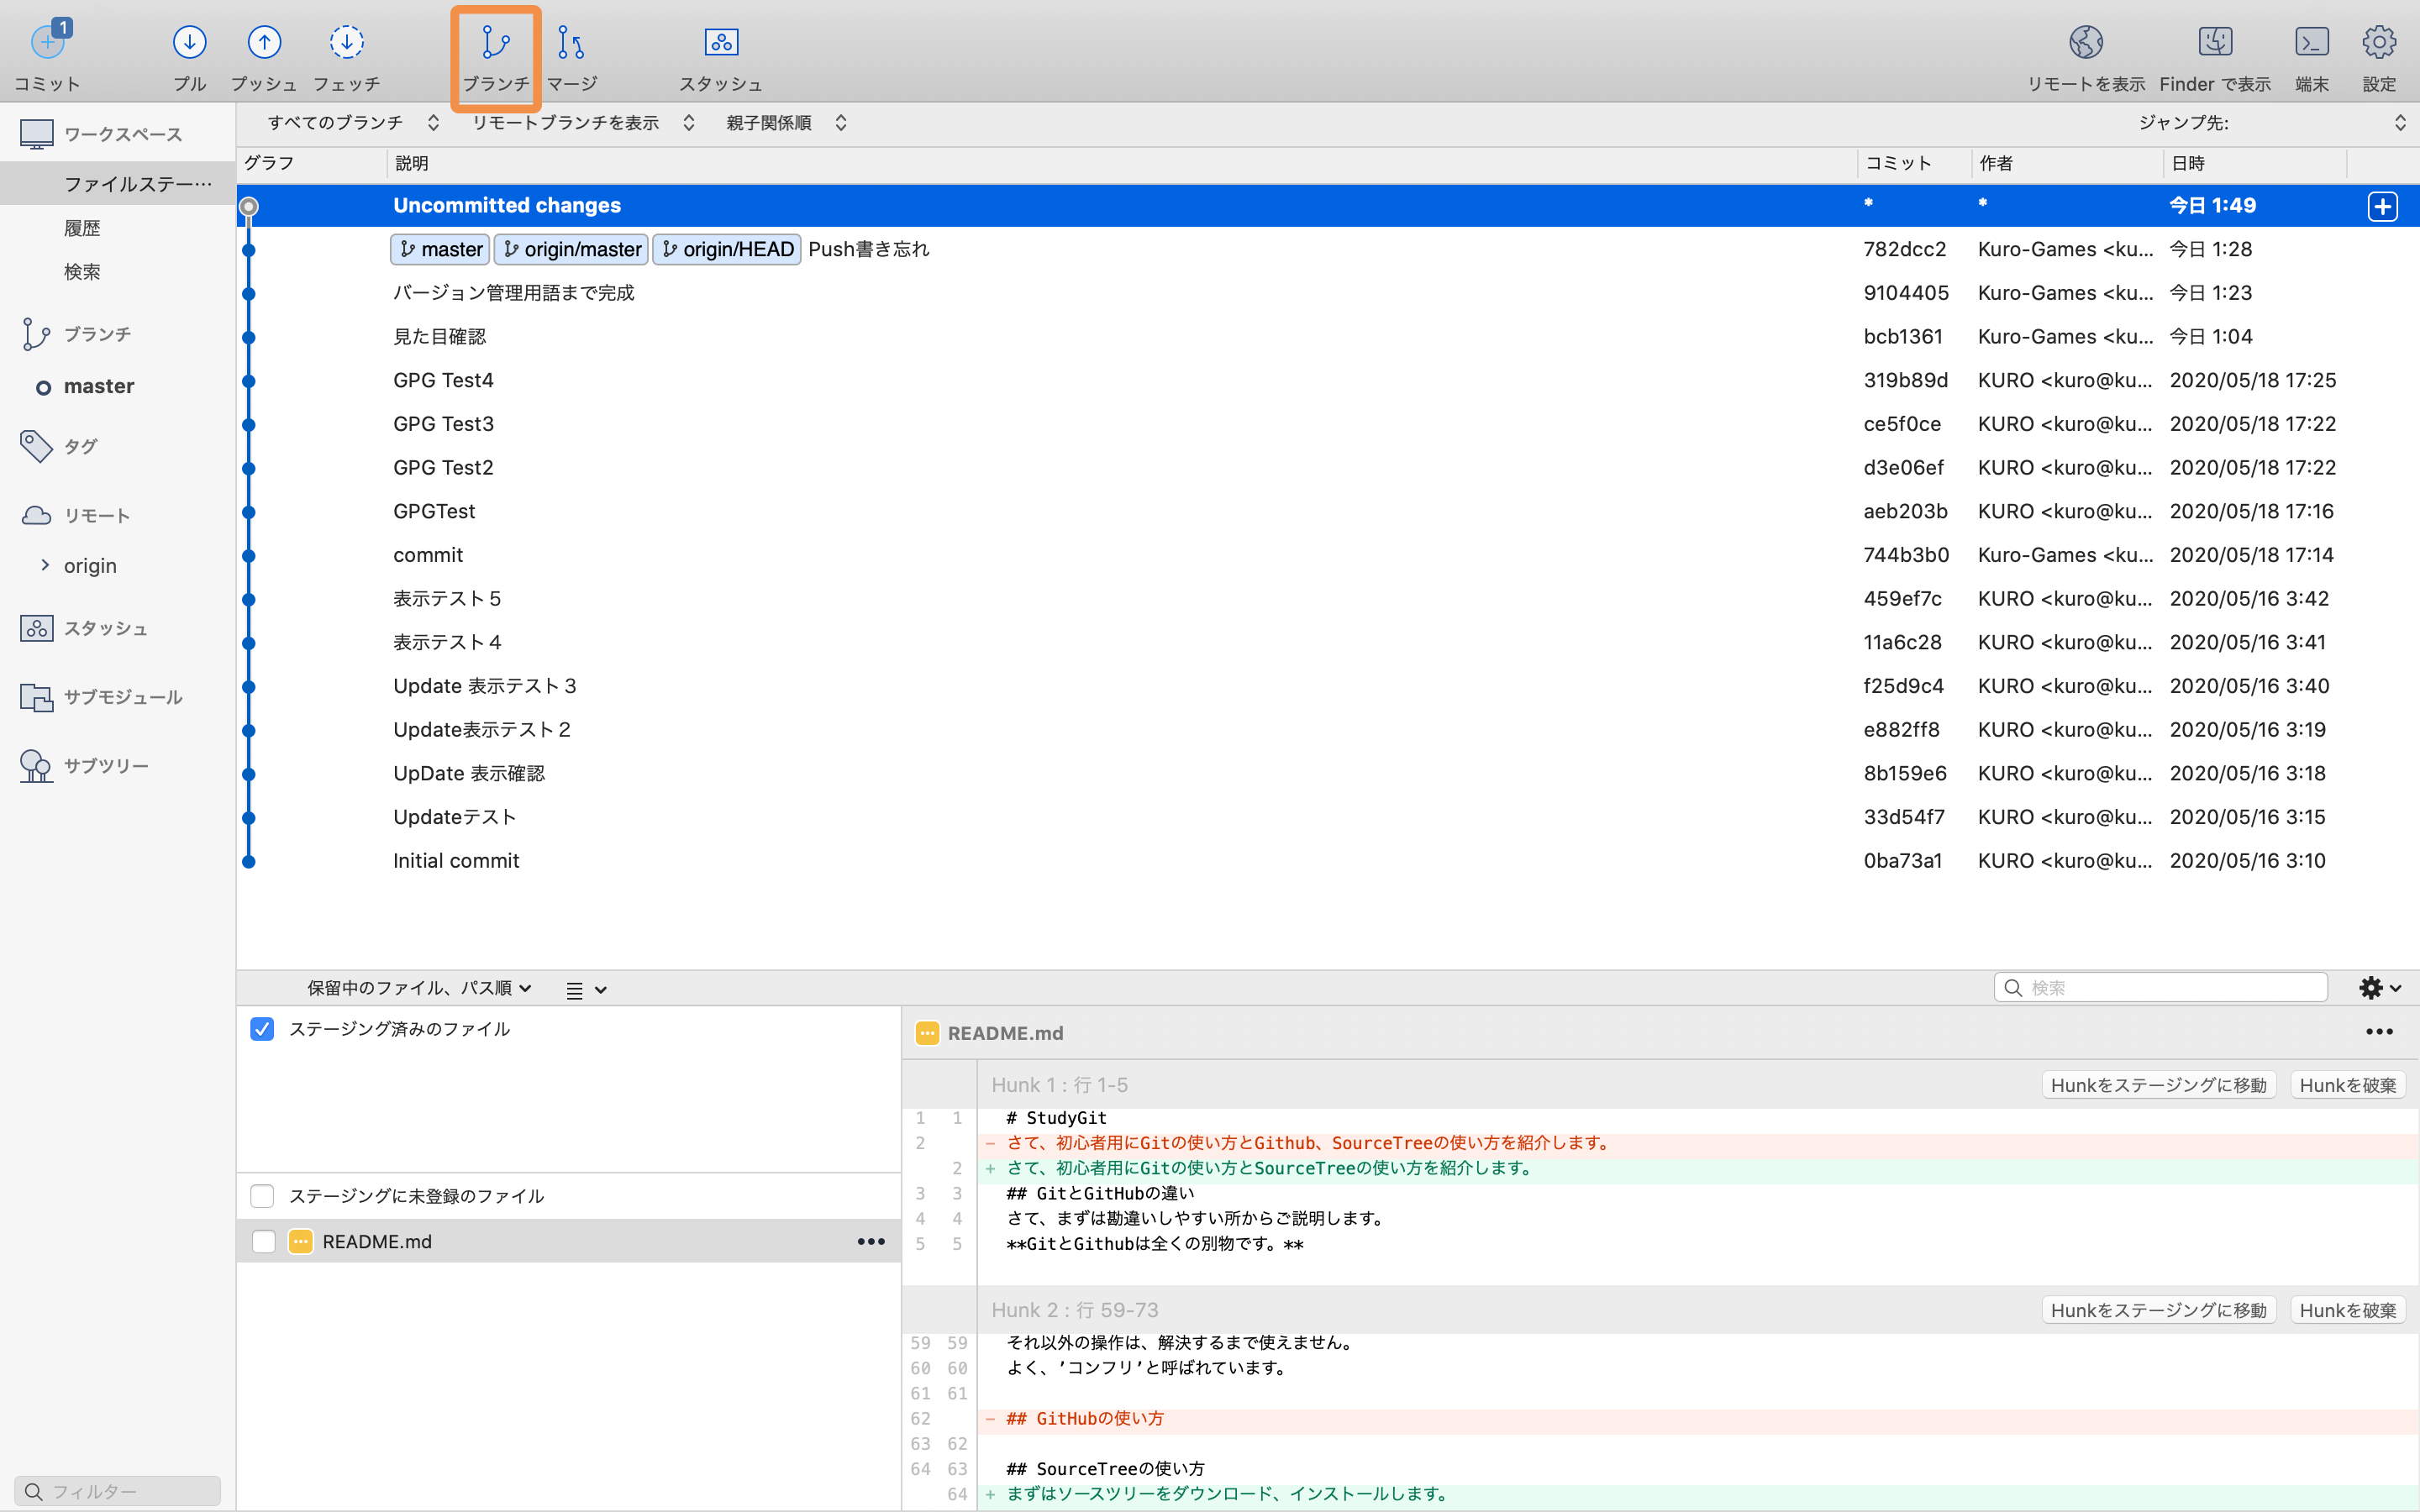 1
コミット プル プッシュ フェッチ ブランチ マージ スタッシュ リモートを表示 Finder で表示 端末 設定
すべてのブランチ リモートブランチを表示 親子関係順 ジャンプ先:
ワークスペース
ファイルステー…
履歴
検索
ブランチ
master
タグ
リモート
origin
スタッシュ
サブモジュール
サブツリー
フィルター
グラフ 説明 コミット 作者 日時
Uncommitted changes * * 今日 1:49
master origin/master origin/HEAD Push書き忘れ 782dcc2 Kuro-Games <ku... 今日 1:28
バージョン管理用語まで完成 9104405 Kuro-Games <ku... 今日 1:23
見た目確認 bcb1361 Kuro-Games <ku... 今日 1:04
GPG Test4 319b89d KURO <kuro@ku... 2020/05/18 17:25
GPG Test3 ce5f0ce KURO <kuro@ku... 2020/05/18 17:22
GPG Test2 d3e06ef KURO <kuro@ku... 2020/05/18 17:22
GPGTest aeb203b KURO <kuro@ku... 2020/05/18 17:16
commit 744b3b0 Kuro-Games <ku... 2020/05/18 17:14
表示テスト５ 459ef7c KURO <kuro@ku... 2020/05/16 3:42
表示テスト４ 11a6c28 KURO <kuro@ku... 2020/05/16 3:41
Update 表示テスト３ f25d9c4 KURO <kuro@ku... 2020/05/16 3:40
Update表示テスト２ e882ff8 KURO <kuro@ku... 2020/05/16 3:19
UpDate 表示確認 8b159e6 KURO <kuro@ku... 2020/05/16 3:18
Updateテスト 33d54f7 KURO <kuro@ku... 2020/05/16 3:15
Initial commit 0ba73a1 KURO <kuro@ku... 2020/05/16 3:10
保留中のファイル、パス順 検索
ステージング済みのファイル
ステージングに未登録のファイル
README.md
README.md
Hunk 1 : 行 1-5 Hunkをステージングに移動 Hunkを破棄
1 1 # StudyGit
2 - さて、初心者用にGitの使い方とGithub、SourceTreeの使い方を紹介します。
2 + さて、初心者用にGitの使い方とSourceTreeの使い方を紹介します。
3 3 ## GitとGitHubの違い
4 4 さて、まずは勘違いしやすい所からご説明します。
5 5 **GitとGithubは全くの別物です。**
Hunk 2 : 行 59-73 Hunkをステージングに移動 Hunkを破棄
59 59 それ以外の操作は、解決するまで使えません。
60 60 よく、’コンフリ’と呼ばれています。
61 61
62 - ## GitHubの使い方
63 62
64 63 ## SourceTreeの使い方
64 + まずはソースツリーをダウンロード、インストールします。